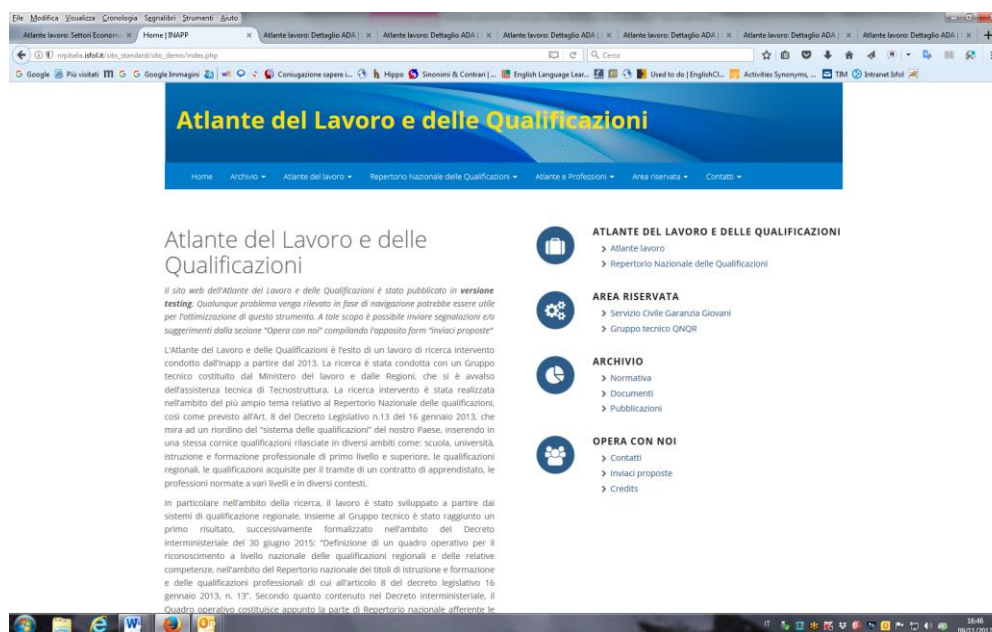 File Modifica Visualizza Cronologia Segnalibri Strumenti Aiuto
Atlante lavoro: Settori Econom
Home | INAPP
Atlante lavoro: Dettaglio ADA |
Atlante lavoro: Dettaglio ADA |
Atlante lavoro: Dettaglio ADA |
Atlante lavoro: Dettaglio ADA |
Atlante lavoro: Dettaglio ADA |
Atlante lavoro: Dettaglio ADA |
nrpitalia.isfol.it/sito_standard/sito_demo/index.php
Cerca
Google Più visitati G Google Immagini Coniugazione sapere i... Hippo Sinonimi & Contrari |... English Language Lear... Used to do | EnglishCl... Activities Synonyms, ... TIM Intranet Isfol
Atlante del Lavoro e delle Qualificazioni
Home Archivio Atlante del lavoro Repertorio Nazionale delle Qualificazioni Atlante e Professioni Area riservata Contatti
Atlante del Lavoro e delle
Qualificazioni
Il sito web dell'Atlante del Lavoro e delle Qualificazioni è stato pubblicato in versione
testing. Qualunque problema venga rilevato in fase di navigazione potrebbe essere utile
per l'ottimizzazione di questo strumento. A tale scopo è possibile inviare segnalazioni e/o
suggerimenti dalla sezione "Opera con noi" compilando l'apposito form "inviaci proposte"
L'Atlante del Lavoro e delle Qualificazioni è l'esito di un lavoro di ricerca intervento
condotto dall'Inapp a partire dal 2013. La ricerca è stata condotta con un Gruppo
tecnico costituito dal Ministero del lavoro e dalle Regioni, che si è avvalso
dell'assistenza tecnica di Tecnostruttura. La ricerca intervento è stata realizzata
nell'ambito del più ampio tema relativo al Repertorio Nazionale delle qualificazioni,
così come previsto all'Art. 8 del Decreto Legislativo n.13 del 16 gennaio 2013, che
mira ad un riordino del "sistema delle qualificazioni" del nostro Paese, inserendo in
una stessa cornice qualificazioni rilasciate in diversi ambiti come: scuola, università,
istruzione e formazione professionale di primo livello e superiore, le qualificazioni
regionali, le qualificazioni acquisite per il tramite di un contratto di apprendistato, le
professioni normate a vari livelli e in diversi contesti.
In particolare nell'ambito della ricerca, il lavoro è stato sviluppato a partire dai
sistemi di qualificazione regionale. Insieme al Gruppo tecnico è stato raggiunto un
primo risultato, successivamente formalizzato nell'ambito del Decreto
interministeriale del 30 giugno 2015: "Definizione di un quadro operativo per il
riconoscimento a livello nazionale delle qualificazioni regionali e delle relative
competenze, nell'ambito del Repertorio nazionale dei titoli di istruzione e formazione
e delle qualificazioni professionali di cui all'articolo 8 del decreto legislativo 16
gennaio 2013, n. 13". Secondo quanto contenuto nel Decreto interministeriale, il
Quadro operativo costituisce appunto la parte di Repertorio nazionale afferente le
ATLANTE DEL LAVORO E DELLE QUALIFICAZIONI
Atlante lavoro
Repertorio Nazionale delle Qualificazioni
AREA RISERVATA
Servizio Civile Garanzia Giovani
Gruppo tecnico QNQR
ARCHIVIO
Normativa
Documenti
Pubblicazioni
OPERA CON NOI
Contatti
Inviaci proposte
Credits
IT
16:46